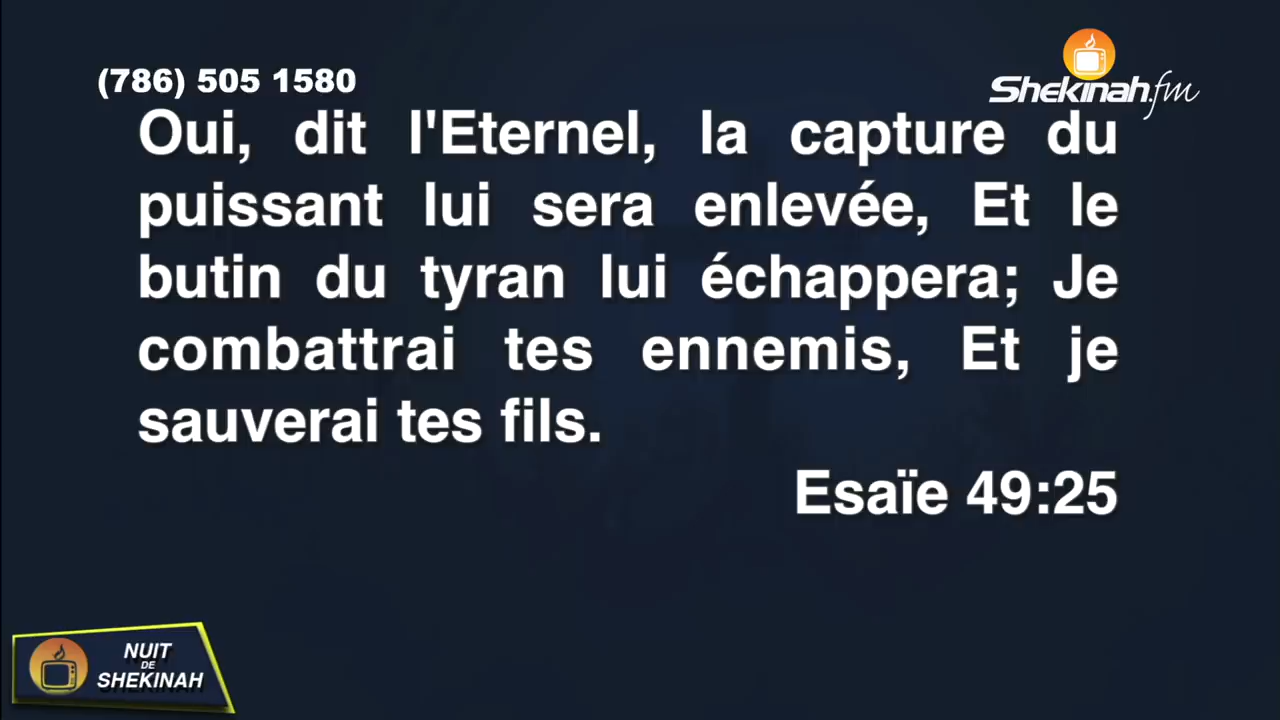 (786) 505 1580
Shekinah.fm
Oui, dit l'Eternel, la capture du
puissant lui sera enlevée, Et le
butin du tyran lui échappera; Je
combattrai tes ennemis, Et je
sauverai tes fils.
Esaïe 49:25
NUIT
DE
SHEKINAH